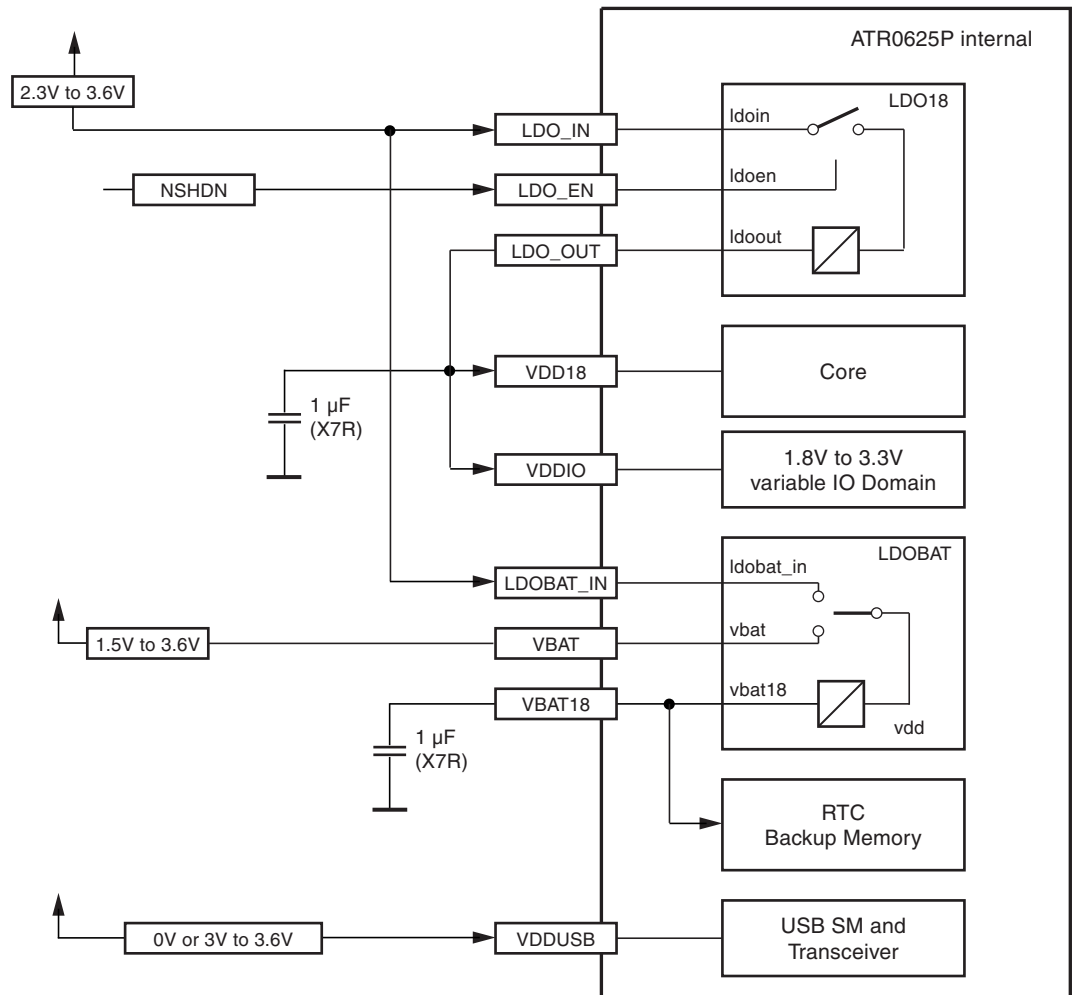 ATR0625P internal
2.3V to 3.6V
LDO18
LDO_IN
ldoin
NSHDN
LDO_EN
ldoen
LDO_OUT
ldoout
VDD18
Core
1 µF
(X7R)
VDDIO
1.8V to 3.3V
variable IO Domain
LDOBAT
LDOBAT_IN
ldobat_in
1.5V to 3.6V
VBAT
vbat
VBAT18
vbat18
vdd
1 µF
(X7R)
RTC
Backup Memory
0V or 3V to 3.6V
VDDUSB
USB SM and
Transceiver